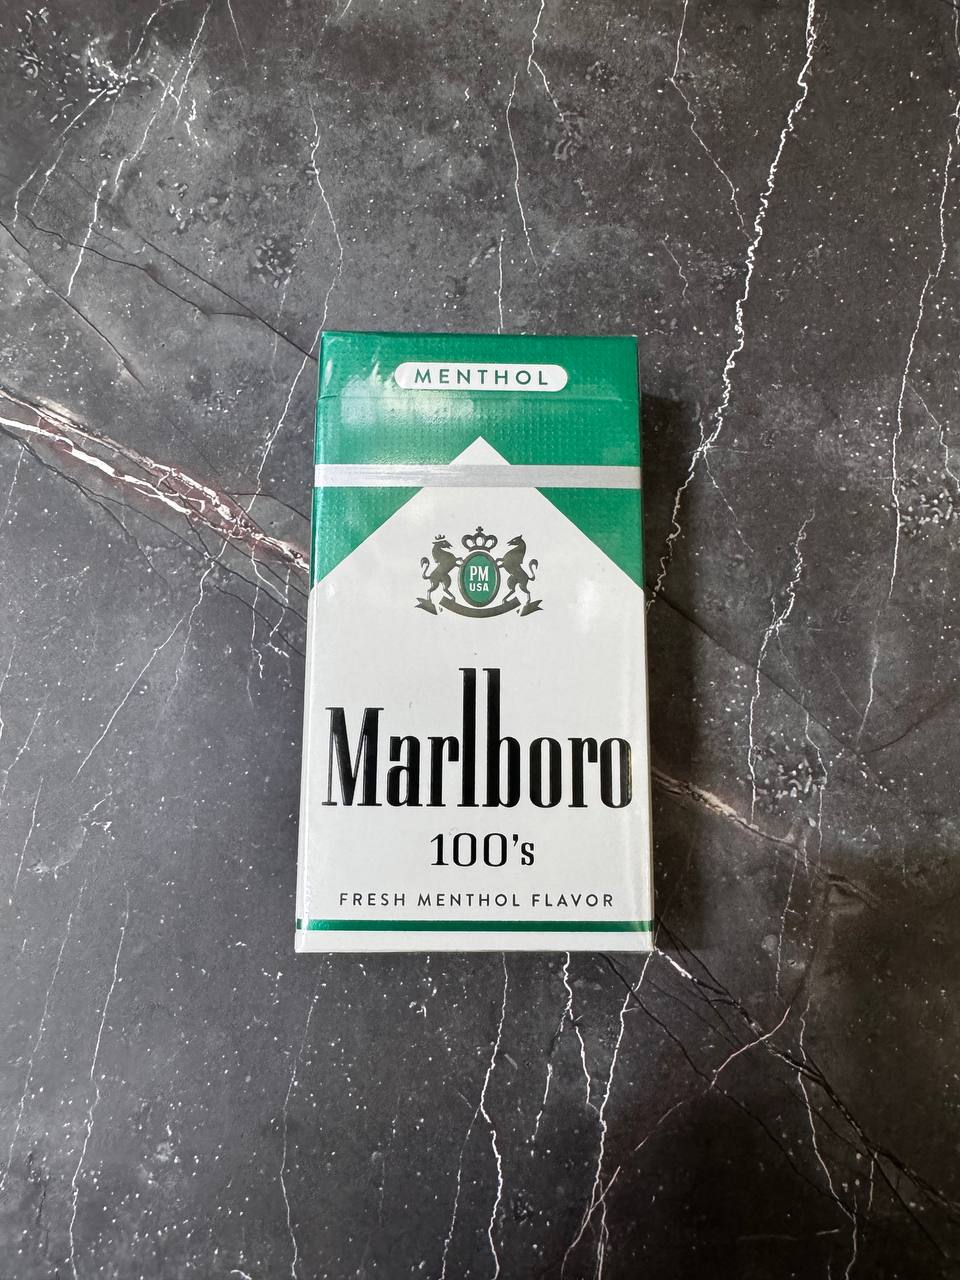 MENTHOL
PM
USA
Marlboro
100's
FRESH MENTHOL FLAVOR